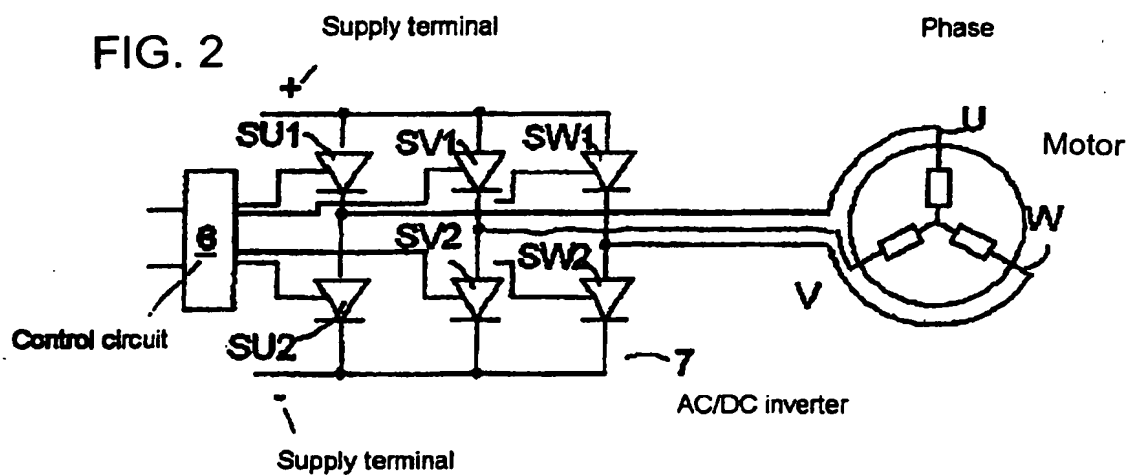 FIG. 2
Supply terminal
Phase
+
SU1
SV1
SW1
U
Motor
6
SV2
SW2
W
V
Control circuit
SU2
7
AC/DC inverter
-
Supply terminal